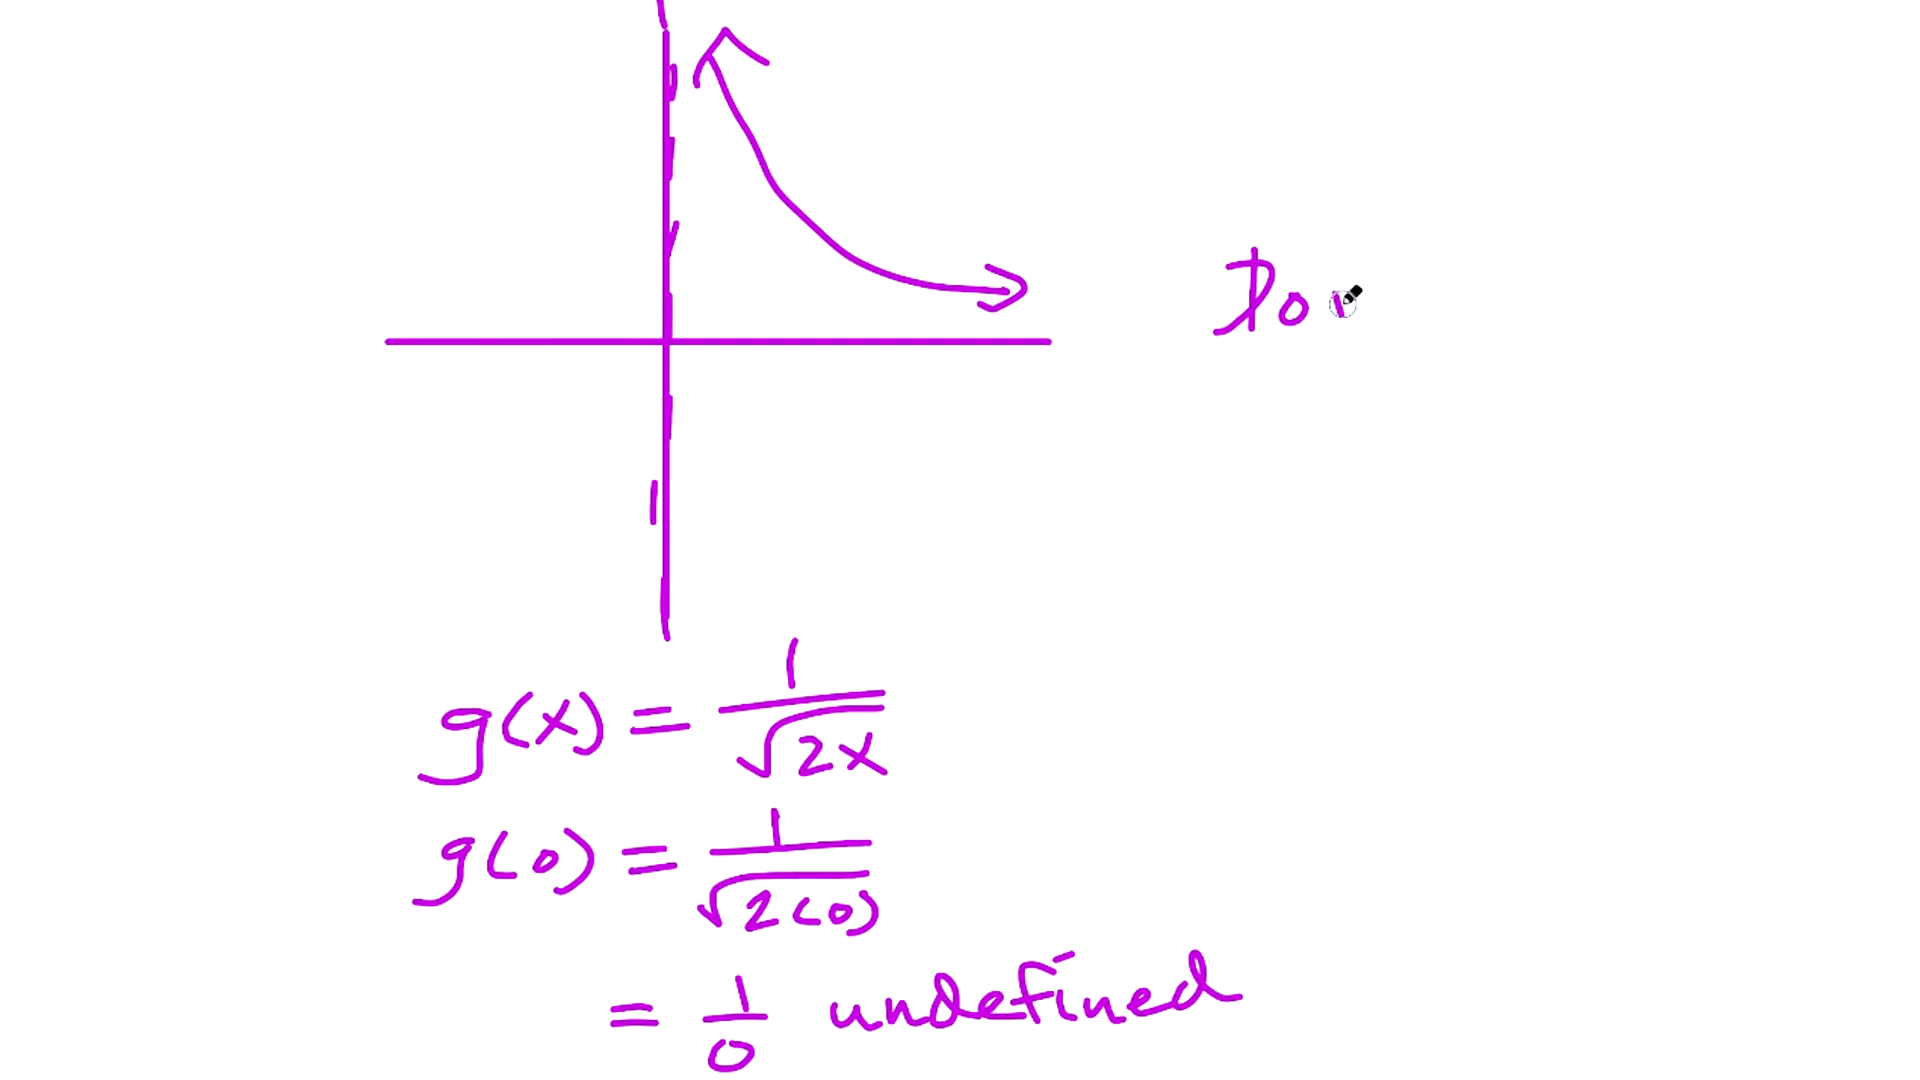 Do
g(x) = 1/√2x
g(0) = 1/√2(0)
= 1/0 undefined